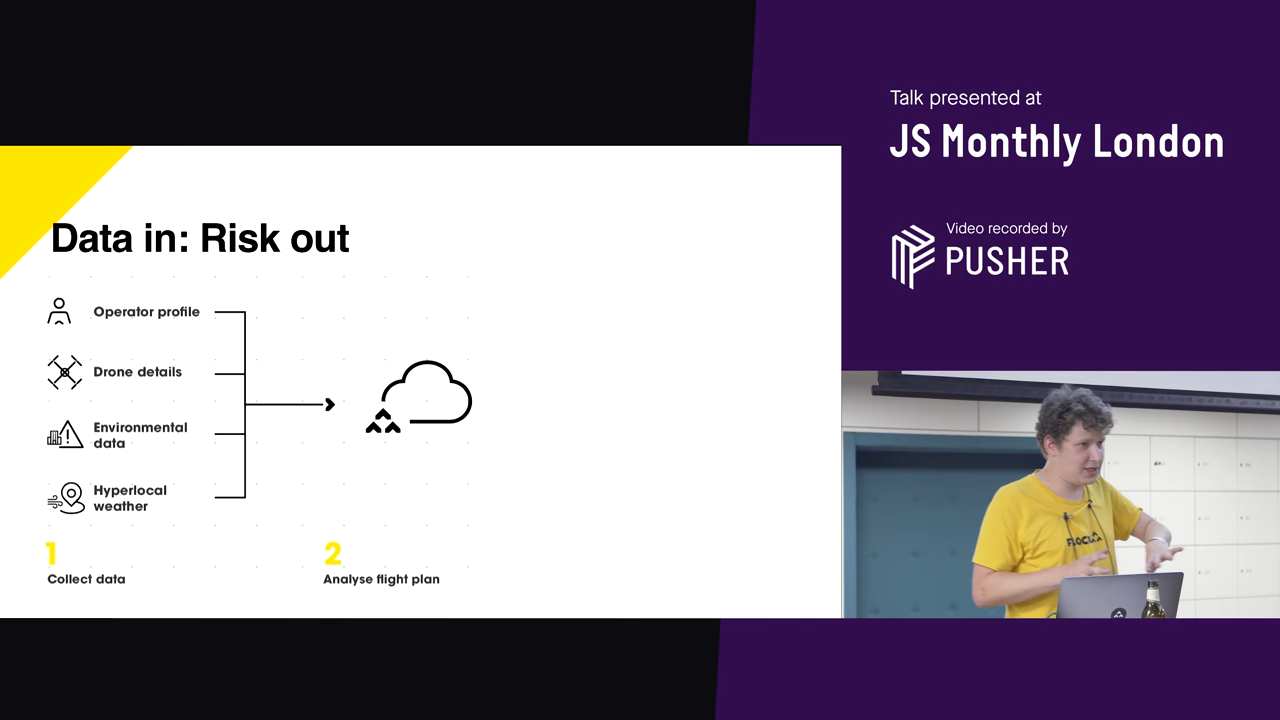 Talk presented at
JS Monthly London
Video recorded by
PUSHER
Data in: Risk out
Operator profile
Drone details
Environmental
data
Hyperlocal
weather
1
Collect data
2
Analyse flight plan